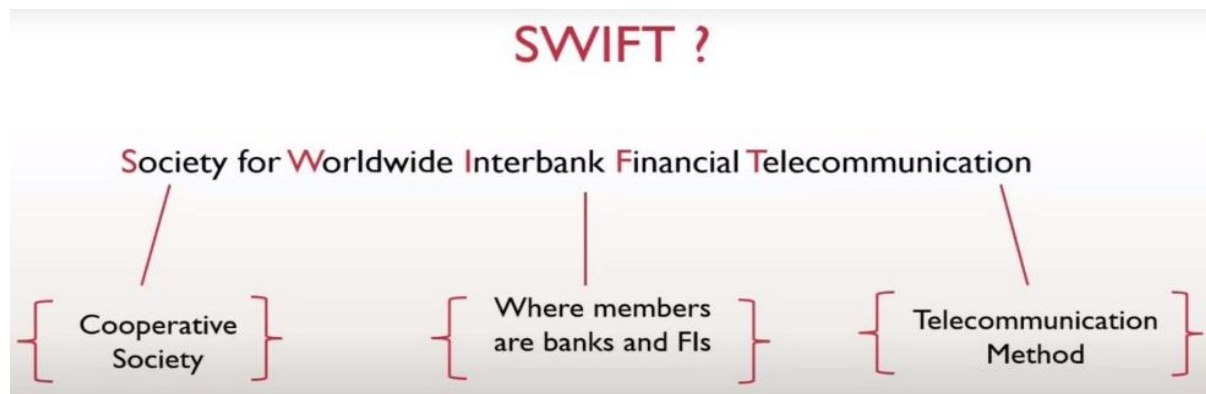 SWIFT ?
Society for Worldwide Interbank Financial Telecommunication
Cooperative
Society
Where members
are banks and FIs
Telecommunication
Method